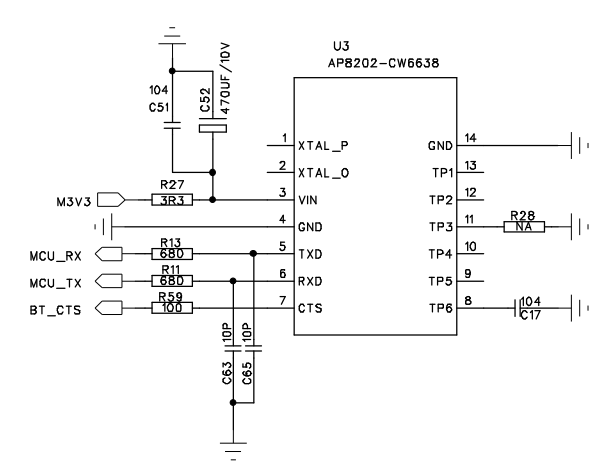 U3
AP8202-CW6638
104
C51
C52
470UF/10V
1 XTAL_P GND 14
2 XTAL_O TP1 13
M3V3 R27 3R3 3 VIN TP2 12
4 GND TP3 11 R28 NA
MCU_RX R13 680 5 TXD TP4 10
MCU_TX R11 680 6 RXD TP5 9
BT_CTS R59 100 7 CTS TP6 8 104 C17
10P 10P
C63 C65